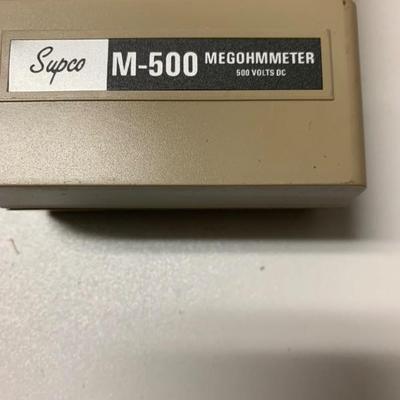 Supco M-500 MEGOHMMETER
500 VOLTS DC